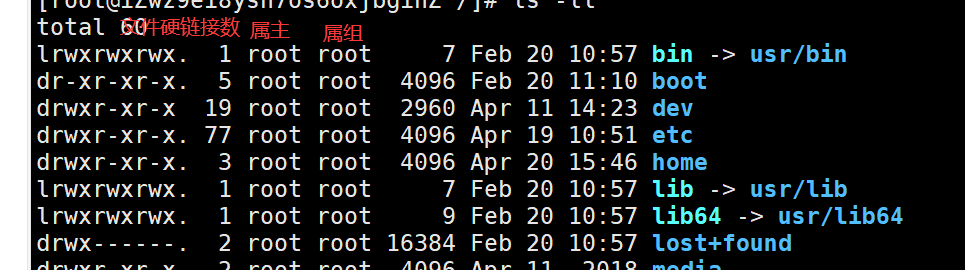 [root@iZwz9ei8ysh7os6oxjbginZ /]# ls -ll
total 60 文件硬链接数 属主 属组
lrwxrwxrwx. 1 root root 7 Feb 20 10:57 bin -> usr/bin
dr-xr-xr-x. 5 root root 4096 Feb 20 11:10 boot
drwxr-xr-x 19 root root 2960 Apr 11 14:23 dev
drwxr-xr-x. 77 root root 4096 Apr 19 10:51 etc
drwxr-xr-x. 3 root root 4096 Apr 20 15:46 home
lrwxrwxrwx. 1 root root 7 Feb 20 10:57 lib -> usr/lib
lrwxrwxrwx. 1 root root 9 Feb 20 10:57 lib64 -> usr/lib64
drwx------. 2 root root 16384 Feb 20 10:57 lost+found
drwxr-xr-x. 2 root root 4096 Apr 11 2018 media